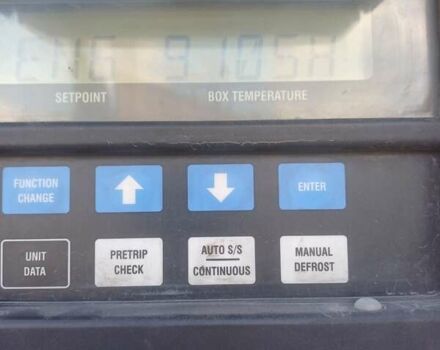 ENG 9105H
SETPOINT BOX TEMPERATURE
FUNCTION
CHANGE
ENTER
UNIT
DATA
PRETRIP
CHECK
AUTO S/S
CONTINUOUS
MANUAL
DEFROST